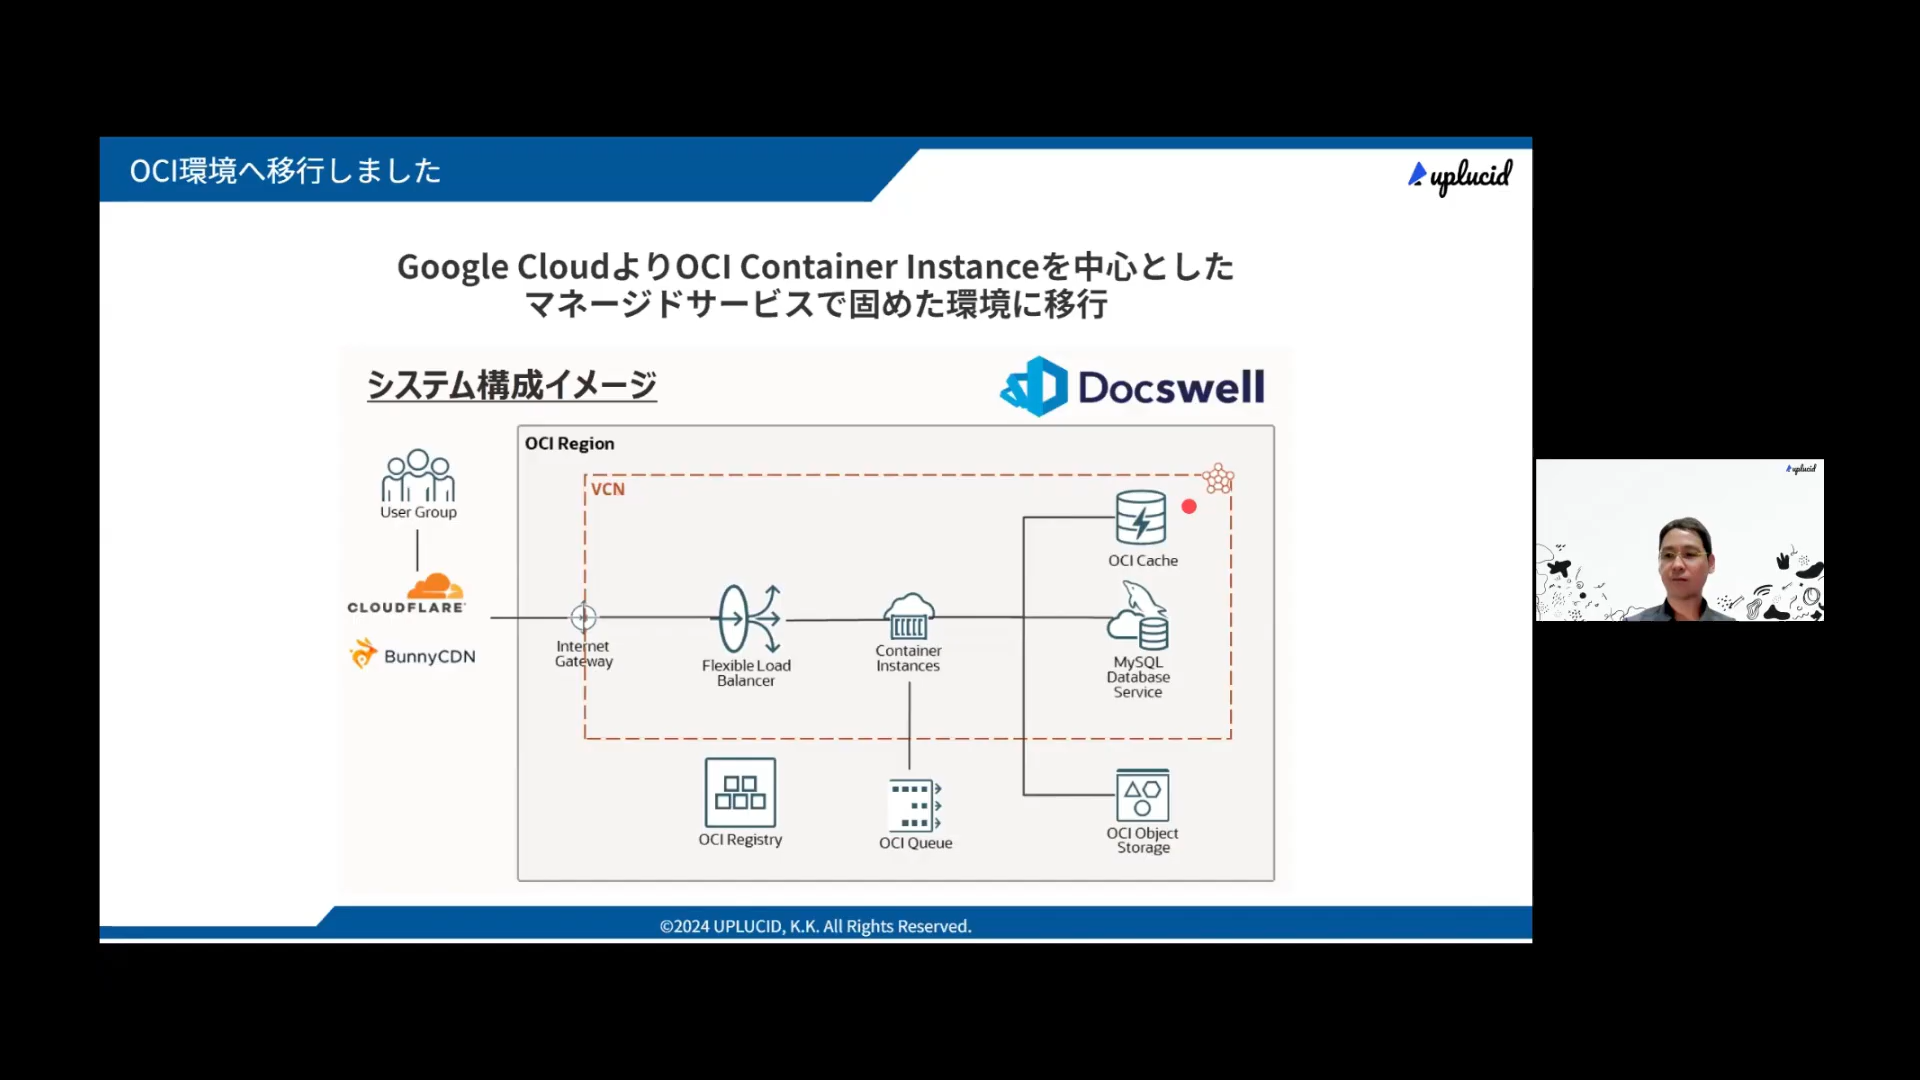 OCI環境へ移行しました
uplucid
Google CloudよりOCI Container Instanceを中心とした
マネージドサービスで固めた環境に移行
システム構成イメージ
Docswell
OCI Region
VCN
User Group
CLOUDFLARE
BunnyCDN
Internet
Gateway
Flexible Load
Balancer
Container
Instances
OCI Cache
MySQL
Database
Service
OCI Registry
OCI Queue
OCI Object
Storage
©2024 UPLUCID, K.K. All Rights Reserved.
uplucid